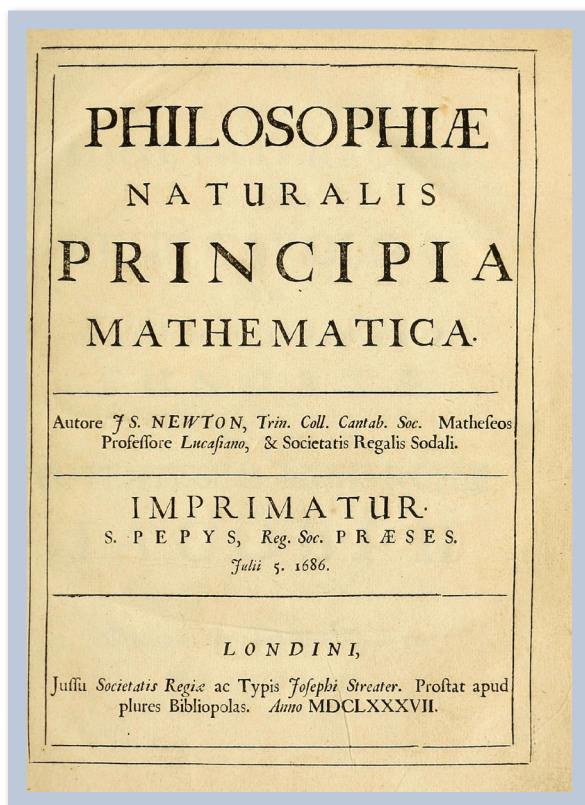 PHILOSOPHIÆ
NATURALIS
PRINCIPIA
MATHEMATICA.
Autore JS. NEWTON, Trin. Coll. Cantab. Soc. Matheſeos
Profeſſore Lucaſiano, & Societatis Regalis Sodali.
IMPRIMATUR.
S. PEPYS, Reg. Soc. PRÆSES.
Julii 5. 1686.
LONDINI,
Juſſu Societatis Regiæ ac Typis Joſephi Streater. Proſtat apud
plures Bibliopolas. Anno MDCLXXXVII.